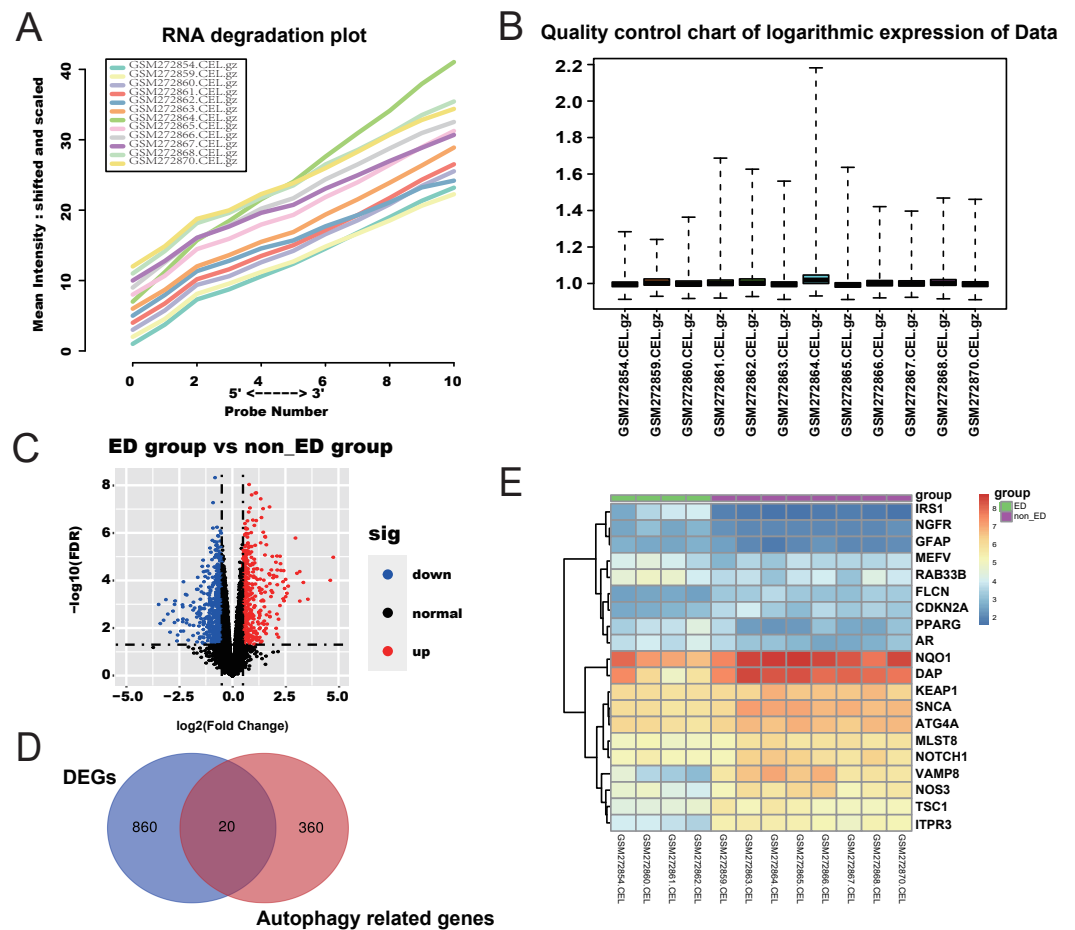 A
RNA degradation plot
GSM272854.CEL.gz
GSM272859.CEL.gz
GSM272860.CEL.gz
GSM272861.CEL.gz
GSM272862.CEL.gz
GSM272863.CEL.gz
GSM272864.CEL.gz
GSM272865.CEL.gz
GSM272866.CEL.gz
GSM272867.CEL.gz
GSM272868.CEL.gz
GSM272870.CEL.gz
Mean Intensity : shifted and scaled
40
30
20
10
0
0 2 4 6 8 10
5' <-----> 3'
Probe Number
B
Quality control chart of logarithmic expression of Data
2.2
2.0
1.8
1.6
1.4
1.2
1.0
GSM272854.CEL.gz
GSM272859.CEL.gz
GSM272860.CEL.gz
GSM272861.CEL.gz
GSM272862.CEL.gz
GSM272863.CEL.gz
GSM272864.CEL.gz
GSM272865.CEL.gz
GSM272866.CEL.gz
GSM272867.CEL.gz
GSM272868.CEL.gz
GSM272870.CEL.gz
C
ED group vs non_ED group
−log10(FDR)
8
6
4
2
0
−5.0 −2.5 0.0 2.5 5.0
log2(Fold Change)
sig
down
normal
up
D
DEGs
860
20
360
Autophagy related genes
E
group
IRS1
NGFR
GFAP
MEFV
RAB33B
FLCN
CDKN2A
PPARG
AR
NQO1
DAP
KEAP1
SNCA
ATG4A
MLST8
NOTCH1
VAMP8
NOS3
TSC1
ITPR3
GSM272854.CEL
GSM272860.CEL
GSM272861.CEL
GSM272862.CEL
GSM272859.CEL
GSM272863.CEL
GSM272864.CEL
GSM272865.CEL
GSM272866.CEL
GSM272867.CEL
GSM272868.CEL
GSM272870.CEL
8
7
6
5
4
3
2
group
ED
non_ED